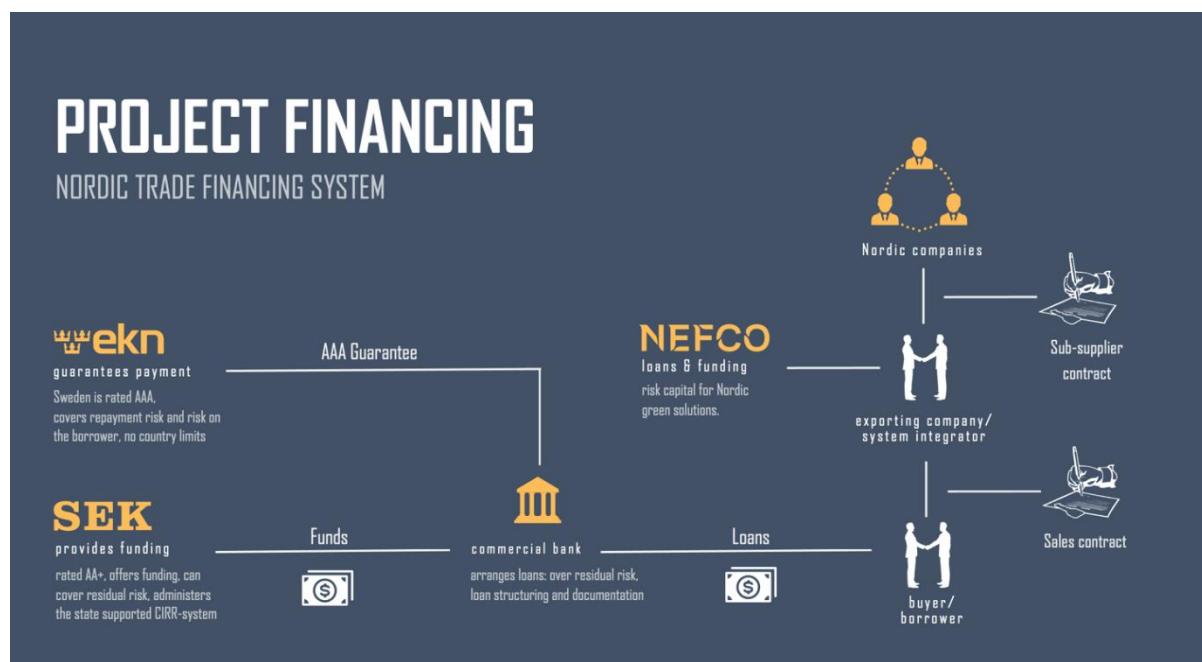 PROJECT FINANCING
NORDIC TRADE FINANCING SYSTEM
Nordic companies
Sub-supplier
contract
ekn
guarantees payment
Sweden is rated AAA,
covers repayment risk and risk on
the borrower, no country limits
AAA Guarantee
NEFCO
loans & funding
risk capital for Nordic
green solutions.
exporting company/
system integrator
SEK
provides funding
rated AA+, offers funding, can
cover residual risk, administers
the state supported CIRR-system
Funds
$
commercial bank
arranges loans: over residual risk,
loan structuring and documentation
Loans
$
Sales contract
buyer/
borrower